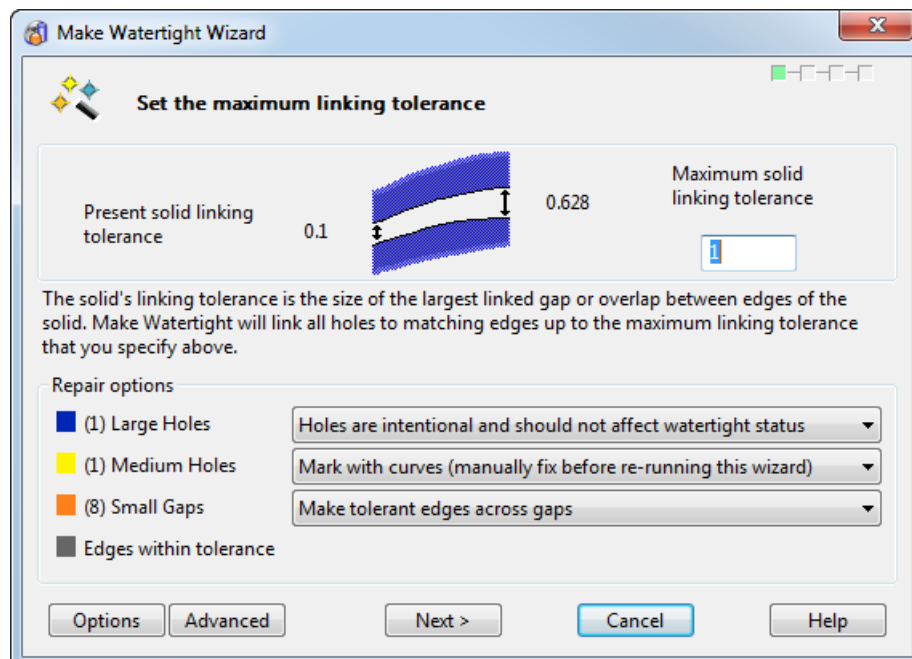 Make Watertight Wizard
Set the maximum linking tolerance
Present solid linking
tolerance
0.1
0.628
Maximum solid
linking tolerance
1
The solid's linking tolerance is the size of the largest linked gap or overlap between edges of the
solid. Make Watertight will link all holes to matching edges up to the maximum linking tolerance
that you specify above.
Repair options
(1) Large Holes
Holes are intentional and should not affect watertight status
(1) Medium Holes
Mark with curves (manually fix before re-running this wizard)
(8) Small Gaps
Make tolerant edges across gaps
Edges within tolerance
Options
Advanced
Next >
Cancel
Help